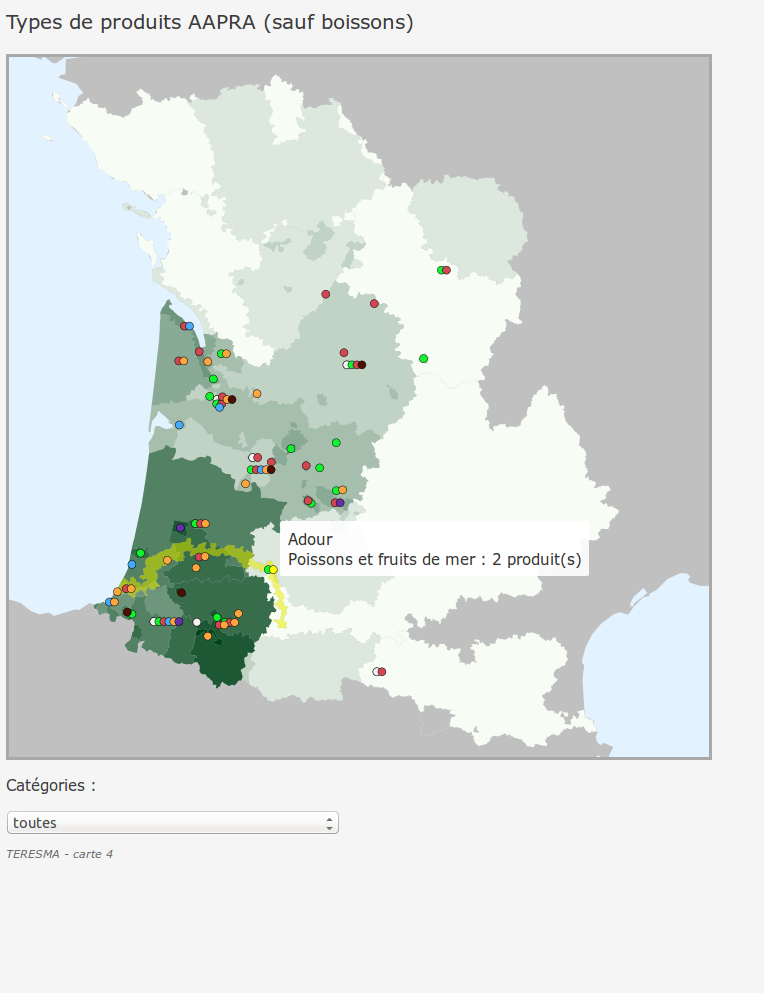 Types de produits AAPRA (sauf boissons)
Adour
Poissons et fruits de mer : 2 produit(s)
Catégories :
toutes
TERESMA - carte 4